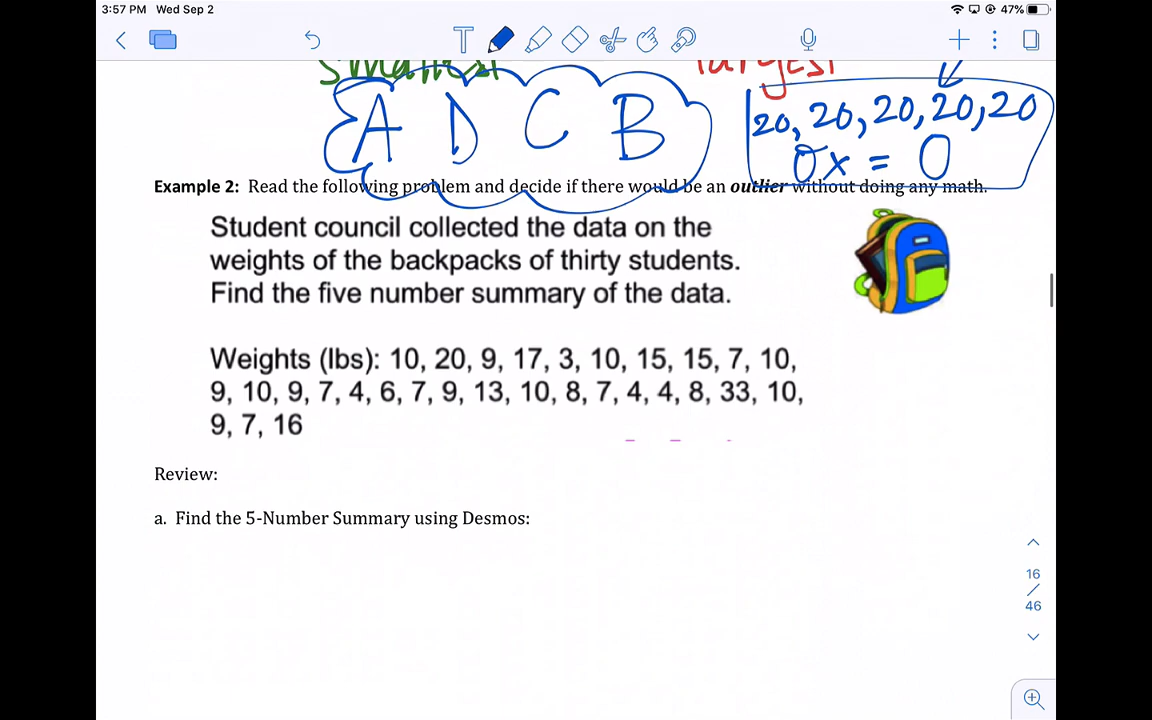 3:57 PM Wed Sep 2
47%
smallest
largest
A D C B
20, 20, 20, 20, 20
σx = 0
Example 2: Read the following problem and decide if there would be an outlier without doing any math.
Student council collected the data on the
weights of the backpacks of thirty students.
Find the five number summary of the data.
Weights (lbs): 10, 20, 9, 17, 3, 10, 15, 15, 7, 10,
9, 10, 9, 7, 4, 6, 7, 9, 13, 10, 8, 7, 4, 4, 8, 33, 10,
9, 7, 16
Review:
a. Find the 5-Number Summary using Desmos:
16
/
46